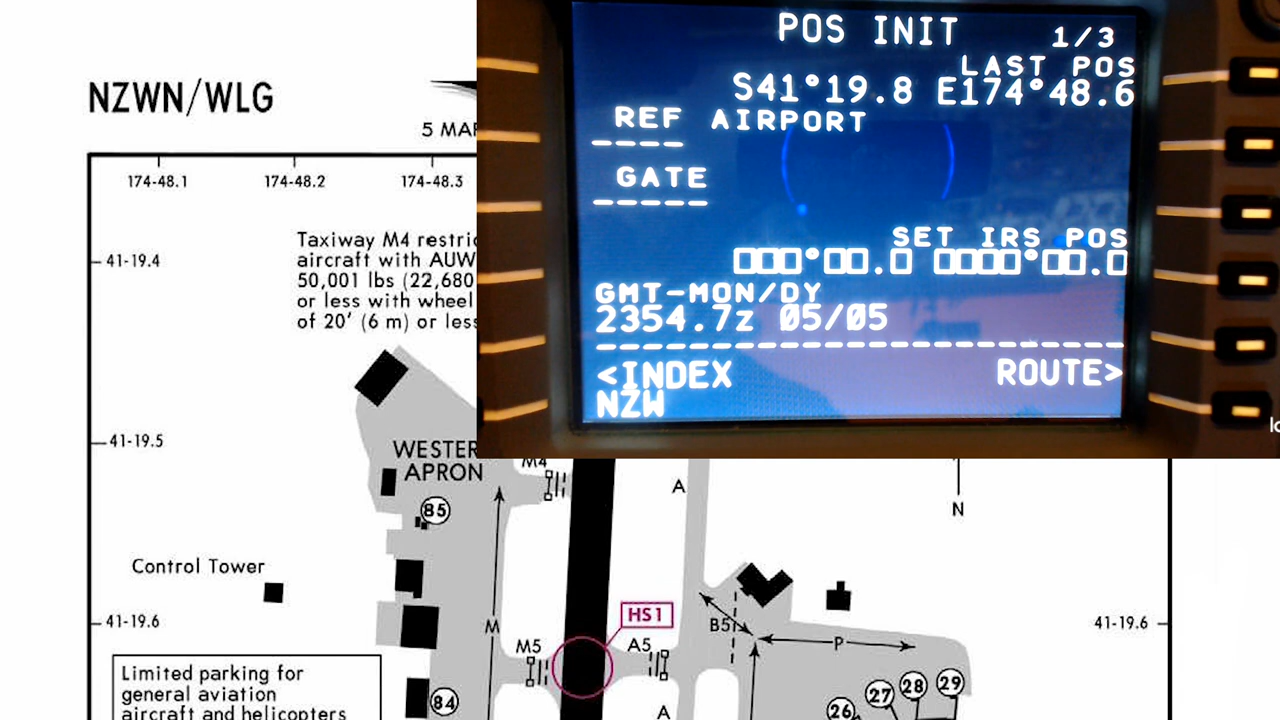 NZWN/WLG
5 MAR
174-48.1
174-48.2
174-48.3
Taxiway M4 restric
aircraft with AUW
50,001 lbs (22,680
or less with wheel
of 20' (6 m) or less
41-19.4
41-19.5
WESTER
APRON
M4
85
A
N
Control Tower
41-19.6
HS1
41-19.6
M
M5
A5
B5
P
Limited parking for
general aviation
aircraft and helicopters
84
A
26
27
28
29
POS INIT 1/3
LAST POS
S41°19.8 E174°48.6
REF AIRPORT
----
GATE
-----
SET IRS POS
□□□°□□.□ □□□□°□□.□
GMT-MON/DY
2354.7z 05/05
------------------------
<INDEX ROUTE>
NZW